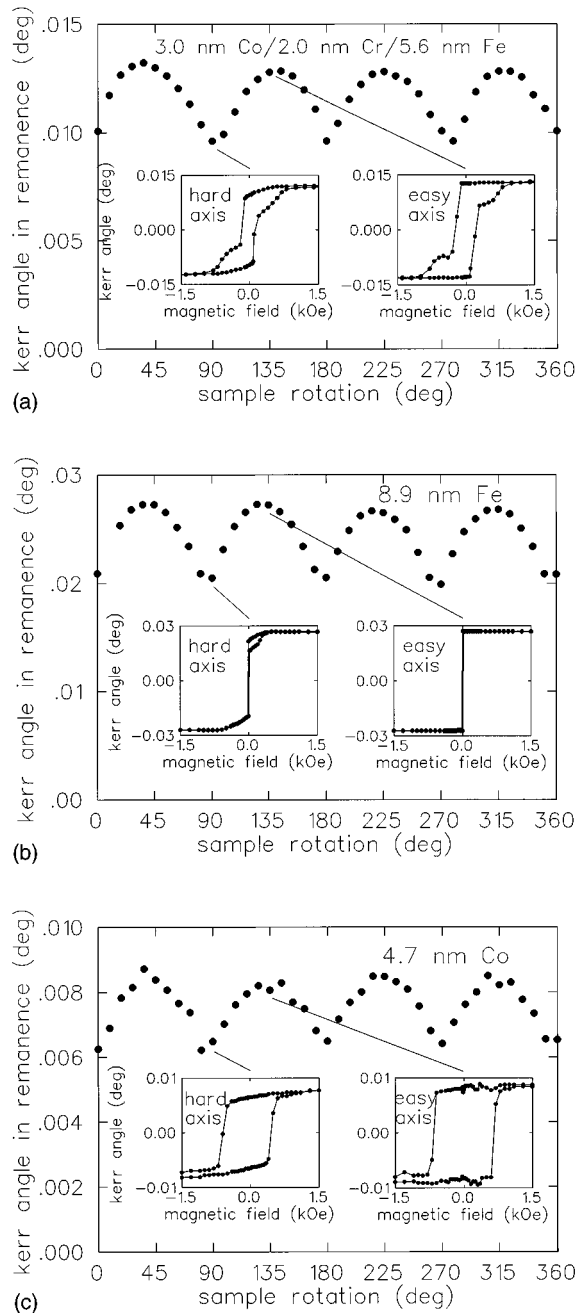 .015
3.0 nm Co/2.0 nm Cr/5.6 nm Fe
.010
.005
.000
kerr angle in remanence (deg)
0.015
0.000
−0.015
kerr angle (deg)
hard
axis
−1.5 0.0 1.5
magnetic field (kOe)
0.015
0.000
−0.015
easy
axis
−1.5 0.0 1.5
magnetic field (kOe)
0 45 90 135 180 225 270 315 360
sample rotation (deg)
(a)
.03
8.9 nm Fe
.02
.01
.00
kerr angle in remanence (deg)
0.03
0.00
−0.03
kerr angle (deg)
hard
axis
−1.5 0.0 1.5
magnetic field (kOe)
0.03
0.00
−0.03
easy
axis
−1.5 0.0 1.5
magnetic field (kOe)
0 45 90 135 180 225 270 315 360
sample rotation (deg)
(b)
.010
4.7 nm Co
.008
.006
.004
.002
.000
kerr angle in remanence (deg)
0.01
0.00
−0.01
kerr angle (deg)
hard
axis
−1.5 0.0 1.5
magnetic field (kOe)
0.01
0.00
−0.01
easy
axis
−1.5 0.0 1.5
magnetic field (kOe)
0 45 90 135 180 225 270 315 360
sample rotation (deg)
(c)